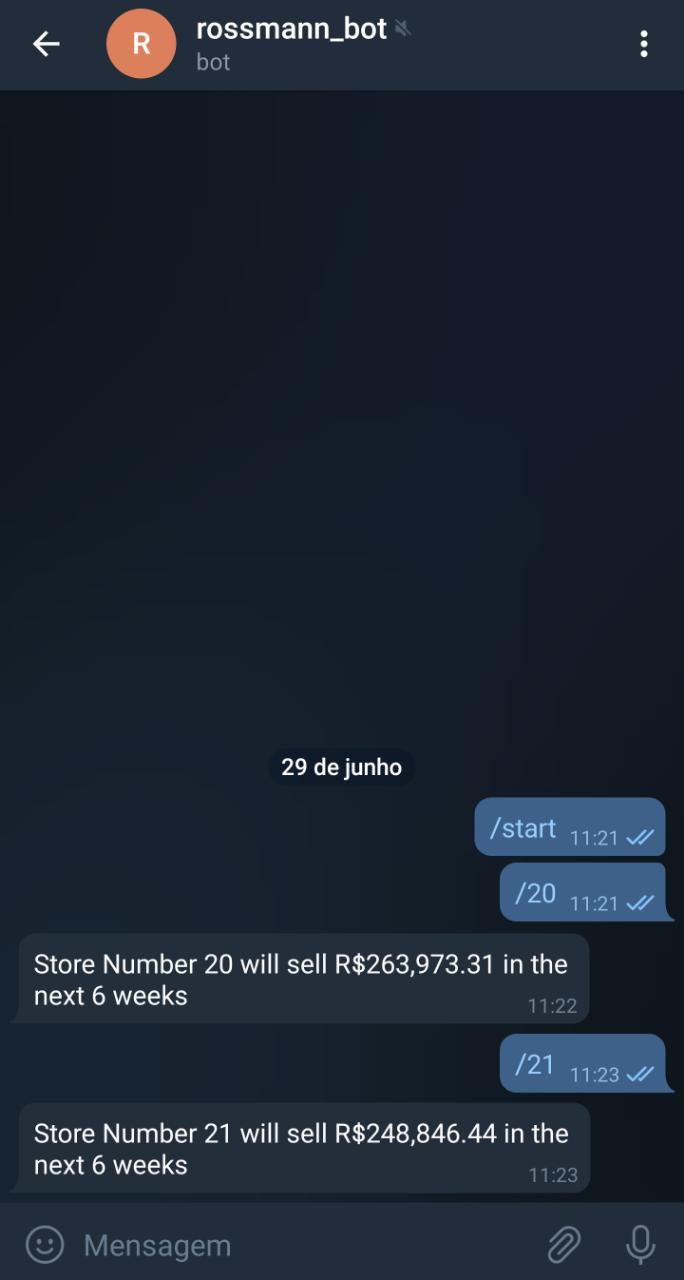 R
rossmann_bot
bot
29 de junho
/start 11:21
/20 11:21
Store Number 20 will sell R$263,973.31 in the
next 6 weeks
11:22
/21 11:23
Store Number 21 will sell R$248,846.44 in the
next 6 weeks
11:23
Mensagem